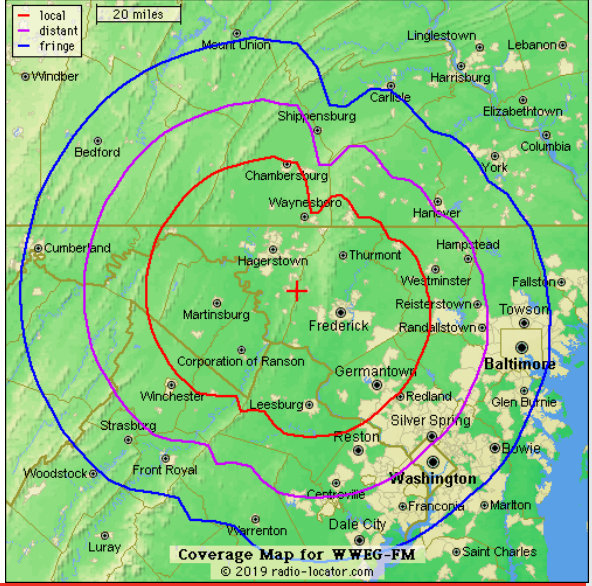 local
distant
fringe
20 miles
Mount Union
Linglestown
Lebanon
Windber
Harrisburg
Carlisle
Elizabethtown
Shippensburg
Columbia
Bedford
York
Chambersburg
Waynesboro
Hanover
Cumberland
Hampstead
Hagerstown
Thurmont
Westminster
Fallston
Martinsburg
Reisterstown
Towson
Frederick
Randallstown
Corporation of Ranson
Baltimore
Germantown
Winchester
Redland
Glen Burnie
Leesburg
Silver Spring
Strasburg
Reston
Bowie
Front Royal
Woodstock
Washington
Centreville
Franconia
Marlton
Warrenton
Dale City
Luray
Saint Charles
Coverage Map for WWEG-FM
© 2019 radio-locator.com